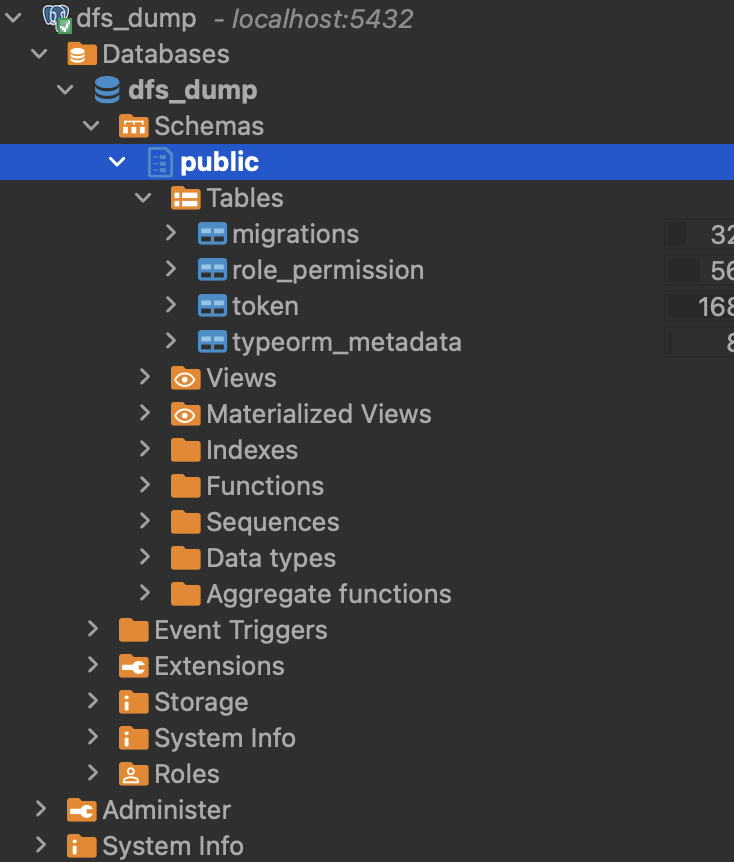 dfs_dump - localhost:5432
Databases
dfs_dump
Schemas
public
Tables
migrations 32
role_permission 56
token 168
typeorm_metadata 8
Views
Materialized Views
Indexes
Functions
Sequences
Data types
Aggregate functions
Event Triggers
Extensions
Storage
System Info
Roles
Administer
System Info